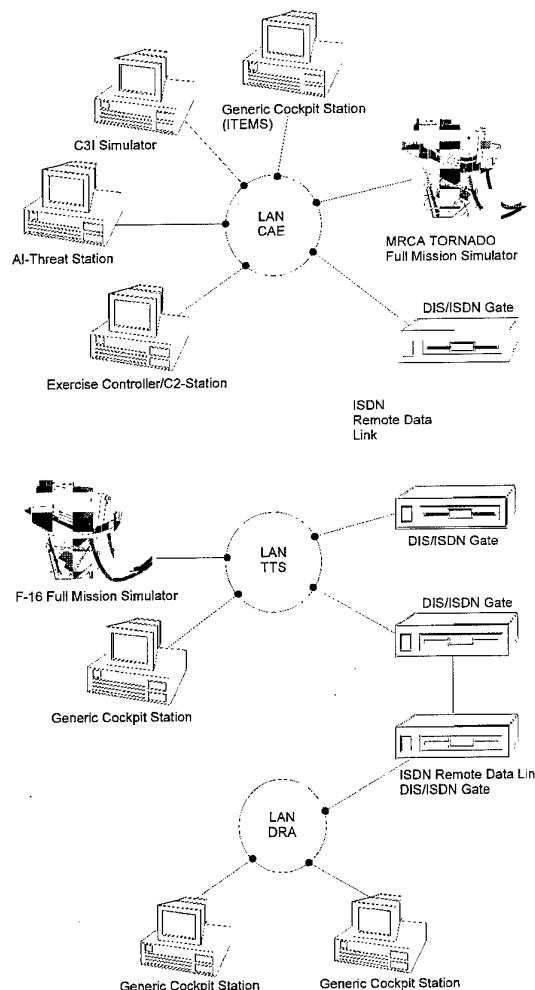 Generic Cockpit Station
(ITEMS)
C3I Simulator
LAN
CAE
MRCA TORNADO
Full Mission Simulator
AI-Threat Station
DIS/ISDN Gate
Exercise Controller/C2-Station
ISDN
Remote Data
Link
LAN
TTS
DIS/ISDN Gate
F-16 Full Mission Simulator
DIS/ISDN Gate
Generic Cockpit Station
ISDN Remote Data Lin
DIS/ISDN Gate
LAN
DRA
Generic Cockpit Station
Generic Cockpit Station